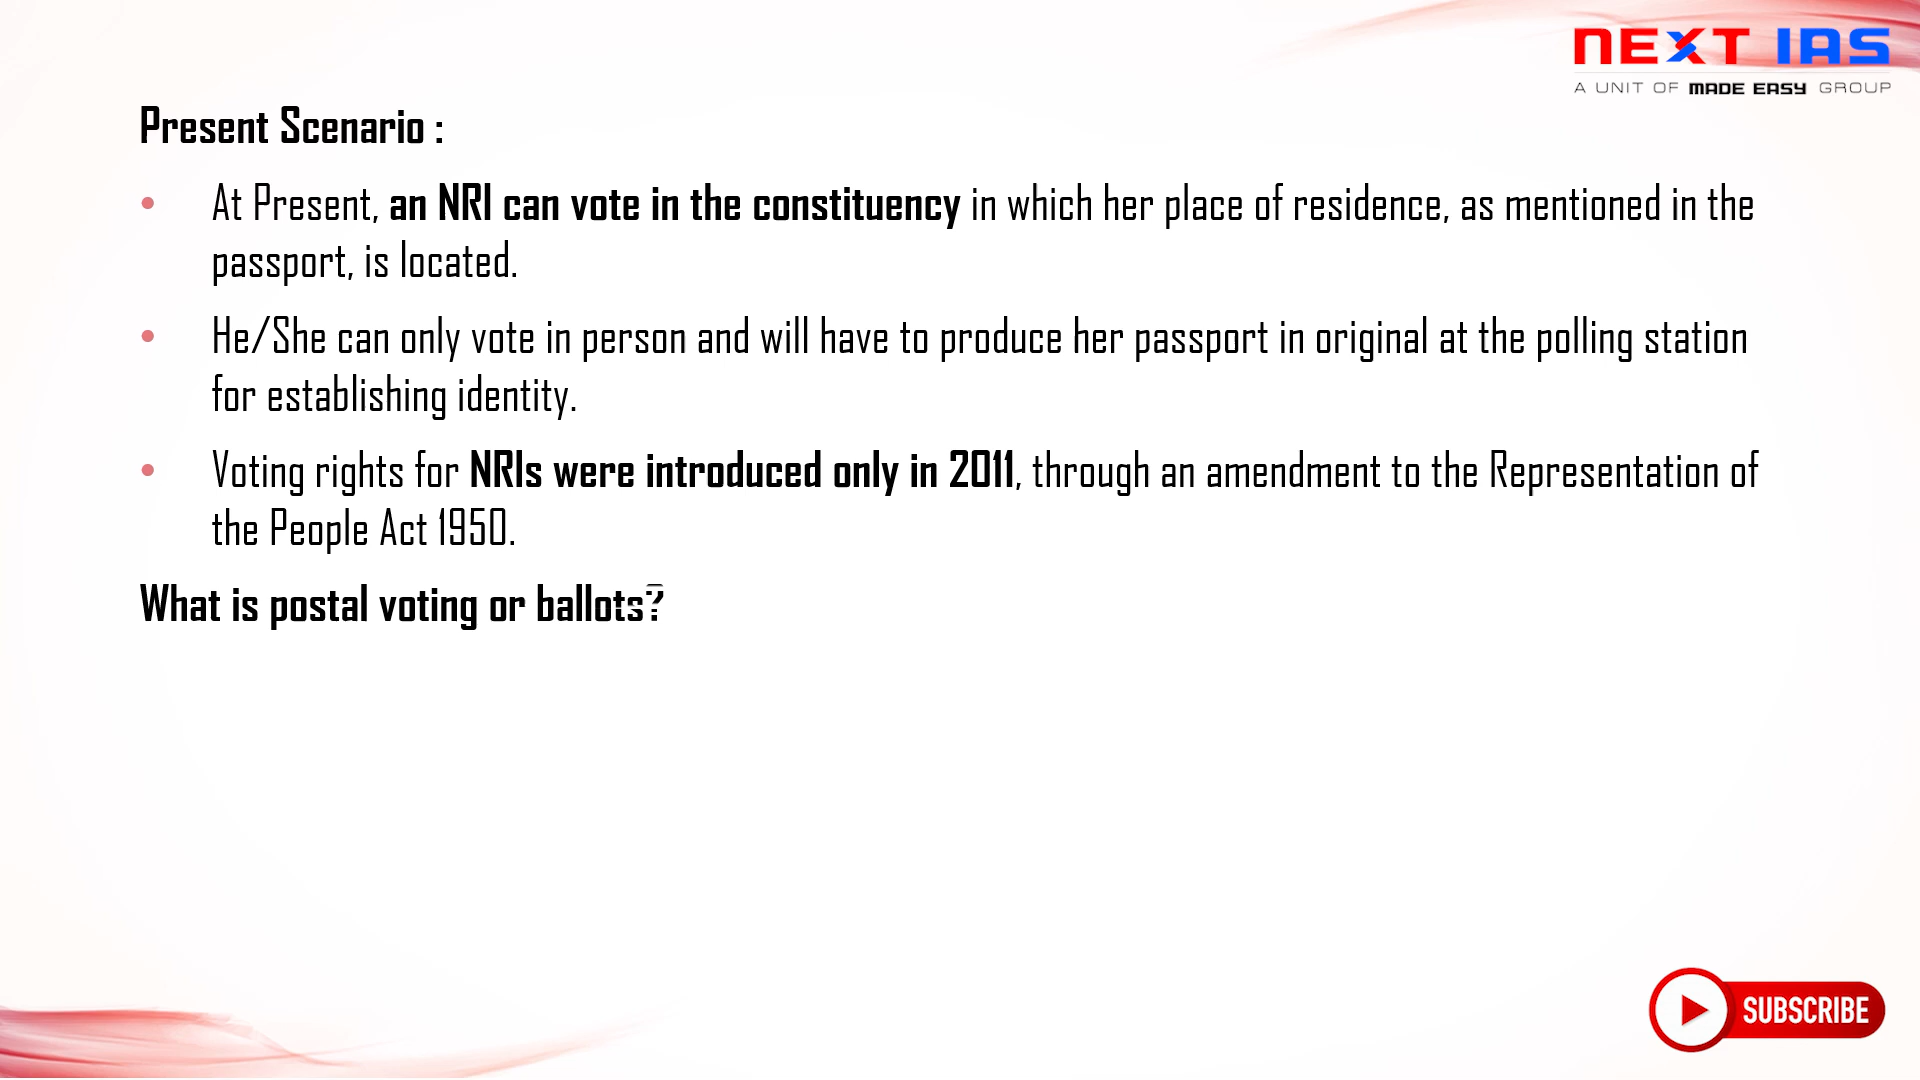 NEXT IAS
A UNIT OF MADE EASY GROUP
Present Scenario :
• At Present, an NRI can vote in the constituency in which her place of residence, as mentioned in the
passport, is located.
• He/She can only vote in person and will have to produce her passport in original at the polling station
for establishing identity.
• Voting rights for NRIs were introduced only in 2011, through an amendment to the Representation of
the People Act 1950.
What is postal voting or ballots?
SUBSCRIBE